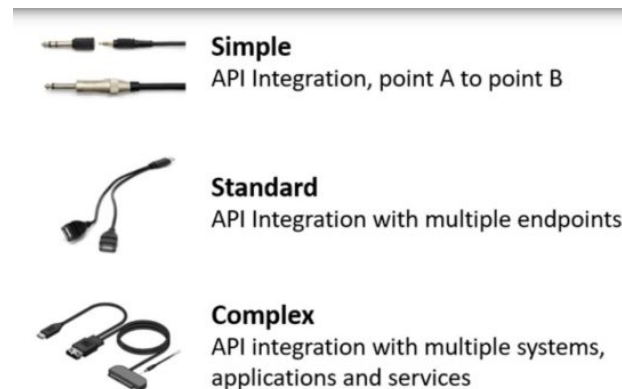 Simple
API Integration, point A to point B
Standard
API Integration with multiple endpoints
Complex
API integration with multiple systems,
applications and services